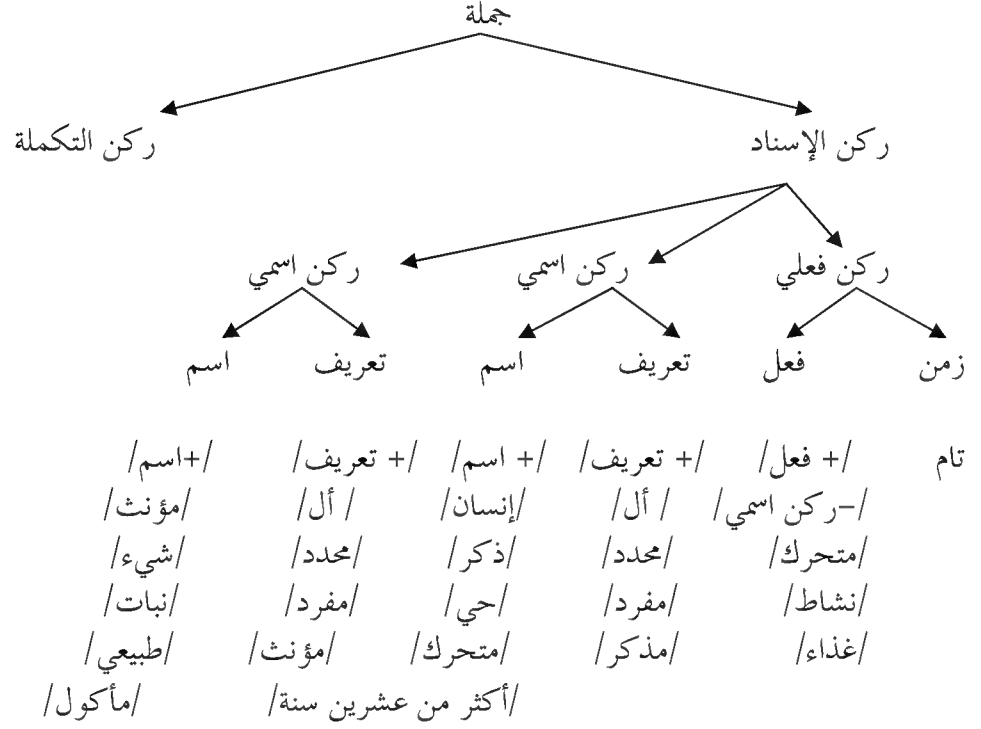 جملة
ركن الإسناد ركن التكملة
ركن فعلي ركن اسمي ركن اسمي
زمن فعل تعريف اسم تعريف اسم
تام /+ فعل/ /+ تعريف/ /+ اسم/ /+ تعريف/ /+اسم/
/–ركن اسمي/ / أل/ /إنسان/ / أل/ /مؤنث/
/متحرك/ /محدد/ /ذكر/ /محدد/ /شيء/
/نشاط/ /مفرد/ /حي/ /مفرد/ /نبات/
/غذاء/ /مذكر/ /متحرك/ /مؤنث/ /طبيعي/
/أكثر من عشرين سنة/ /مأكول/